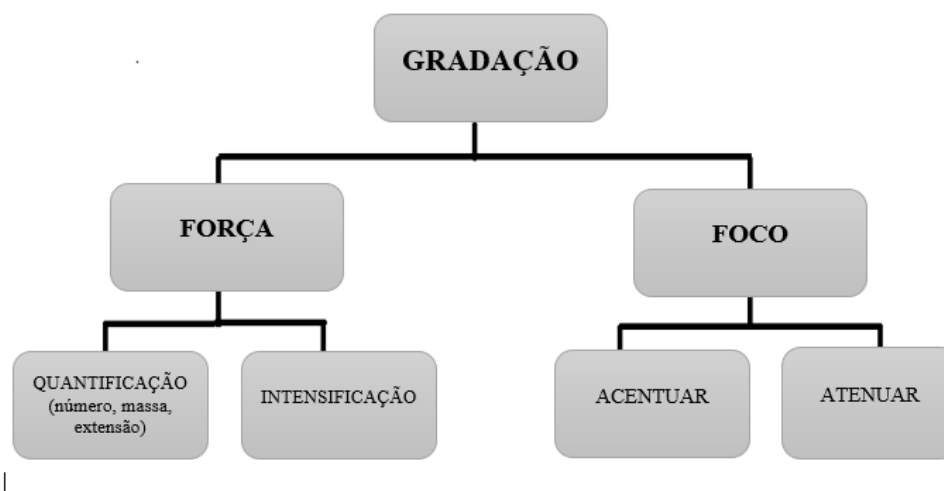 GRADAÇÃO
FORÇA
FOCO
QUANTIFICAÇÃO
(número, massa,
extensão)
INTENSIFICAÇÃO
ACENTUAR
ATENUAR